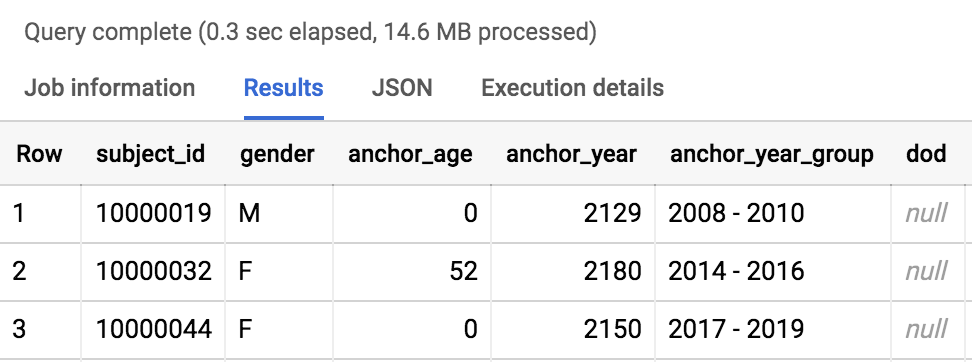 Query complete (0.3 sec elapsed, 14.6 MB processed)
Job information Results JSON Execution details
Row subject_id gender anchor_age anchor_year anchor_year_group dod
1 10000019 M 0 2129 2008 - 2010 null
2 10000032 F 52 2180 2014 - 2016 null
3 10000044 F 0 2150 2017 - 2019 null